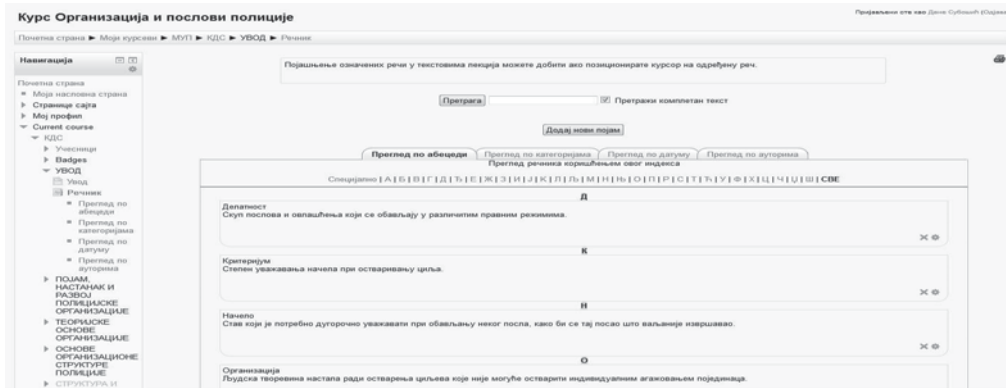 Курс Организација и послови полиције
Пријављени сте као Дане Субошић
Почетна страна ► Моји курсеви ► МУП ► КДС ► УВОД ► Речник
Навигација
Почетна страна
Моја насловна страна
Странице сајта
Мој профил
Current course
КДС
Учесници
Badges
УВОД
Увод
Речник
Преглед по
абецеди
Преглед по
категоријама
Преглед по
датуму
Преглед по
ауторима
ПОЈАМ,
НАСТАНАК И
РАЗВОЈ
ПОЛИЦИЈСКЕ
ОРГАНИЗАЦИЈЕ
ТЕОРИЈСКЕ
ОСНОВЕ
ОРГАНИЗАЦИЈЕ
ОСНОВЕ
ОРГАНИЗАЦИОНЕ
СТРУКТУРЕ
ПОЛИЦИЈЕ
СТРУКТУРА И
Појашњење означених речи у текстовима лекција можете добити ако позиционирате курсор на одређену реч.
Претрага Претражи комплетан текст
Додај нови појам
Преглед по абецеди Преглед по категоријама Преглед по датуму Преглед по ауторима
Преглед речника коришћењем овог индекса
Специјално | А | Б | В | Г | Д | Ђ | Е | Ж | З | И | Ј | К | Л | Љ | М | Н | Њ | О | П | Р | С | Т | Ћ | У | Ф | Х | Ц | Ч | Џ | Ш | СВЕ
Д
Делатност
Скуп послова и овлашћења који се обављају у различитим правним режимима.
К
Критеријум
Степен уважавања начела при остваривању циља.
Н
Начело
Став који је потребно дугорочно уважавати при обављању неког посла, како би се тај посао што ваљаније извршавао.
О
Организација
Људска творевина настала ради остварења циљева које није могуће остварити индивидуалним агажовањем појединаца.